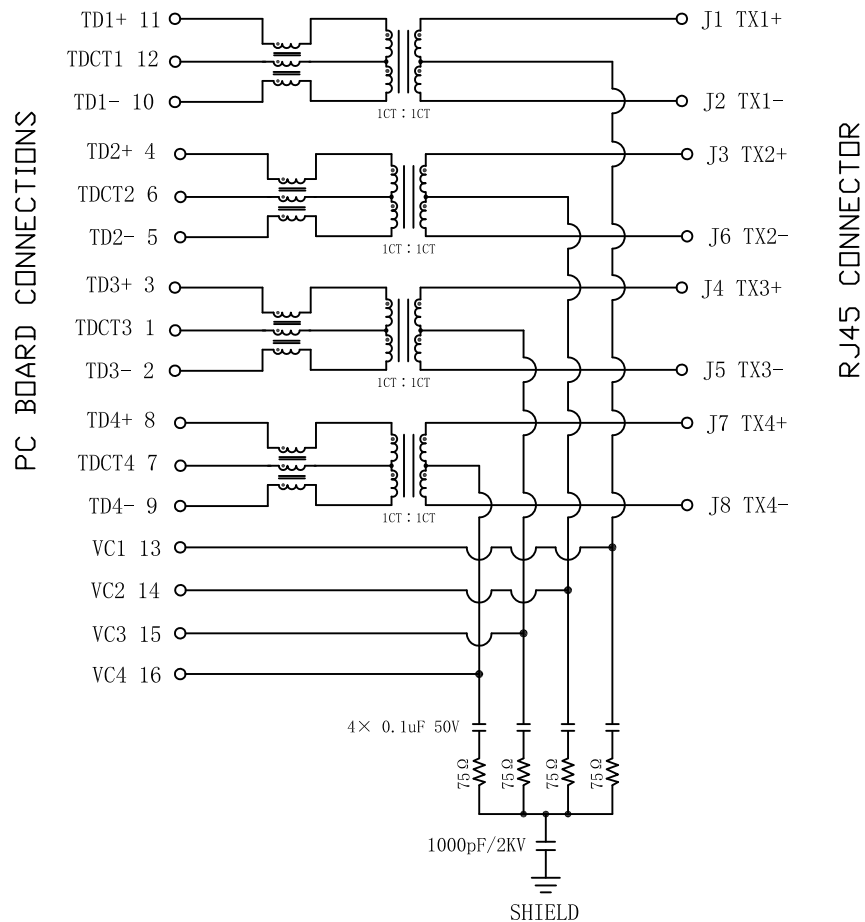 PC BOARD CONNECTIONS
RJ45 CONNECTOR
TD1+ 11
J1 TX1+
TDCT1 12
TD1- 10
J2 TX1-
1CT:1CT
TD2+ 4
J3 TX2+
TDCT2 6
TD2- 5
J6 TX2-
1CT:1CT
TD3+ 3
J4 TX3+
TDCT3 1
TD3- 2
J5 TX3-
1CT:1CT
TD4+ 8
J7 TX4+
TDCT4 7
TD4- 9
J8 TX4-
1CT:1CT
VC1 13
VC2 14
VC3 15
VC4 16
4× 0.1uF 50V
75Ω
75Ω
75Ω
75Ω
1000pF/2KV
SHIELD